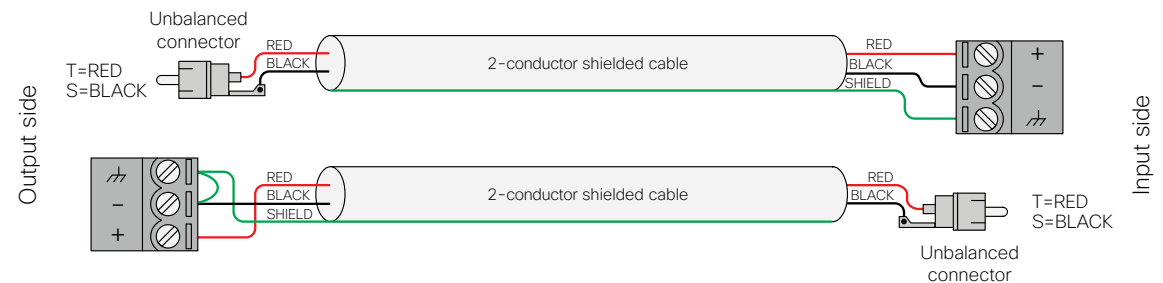 Unbalanced
connector
T=RED
S=BLACK
RED
BLACK
2-conductor shielded cable
RED
BLACK
SHIELD
+
−
Output side
Input side
−
+
RED
BLACK
SHIELD
2-conductor shielded cable
RED
BLACK
T=RED
S=BLACK
Unbalanced
connector